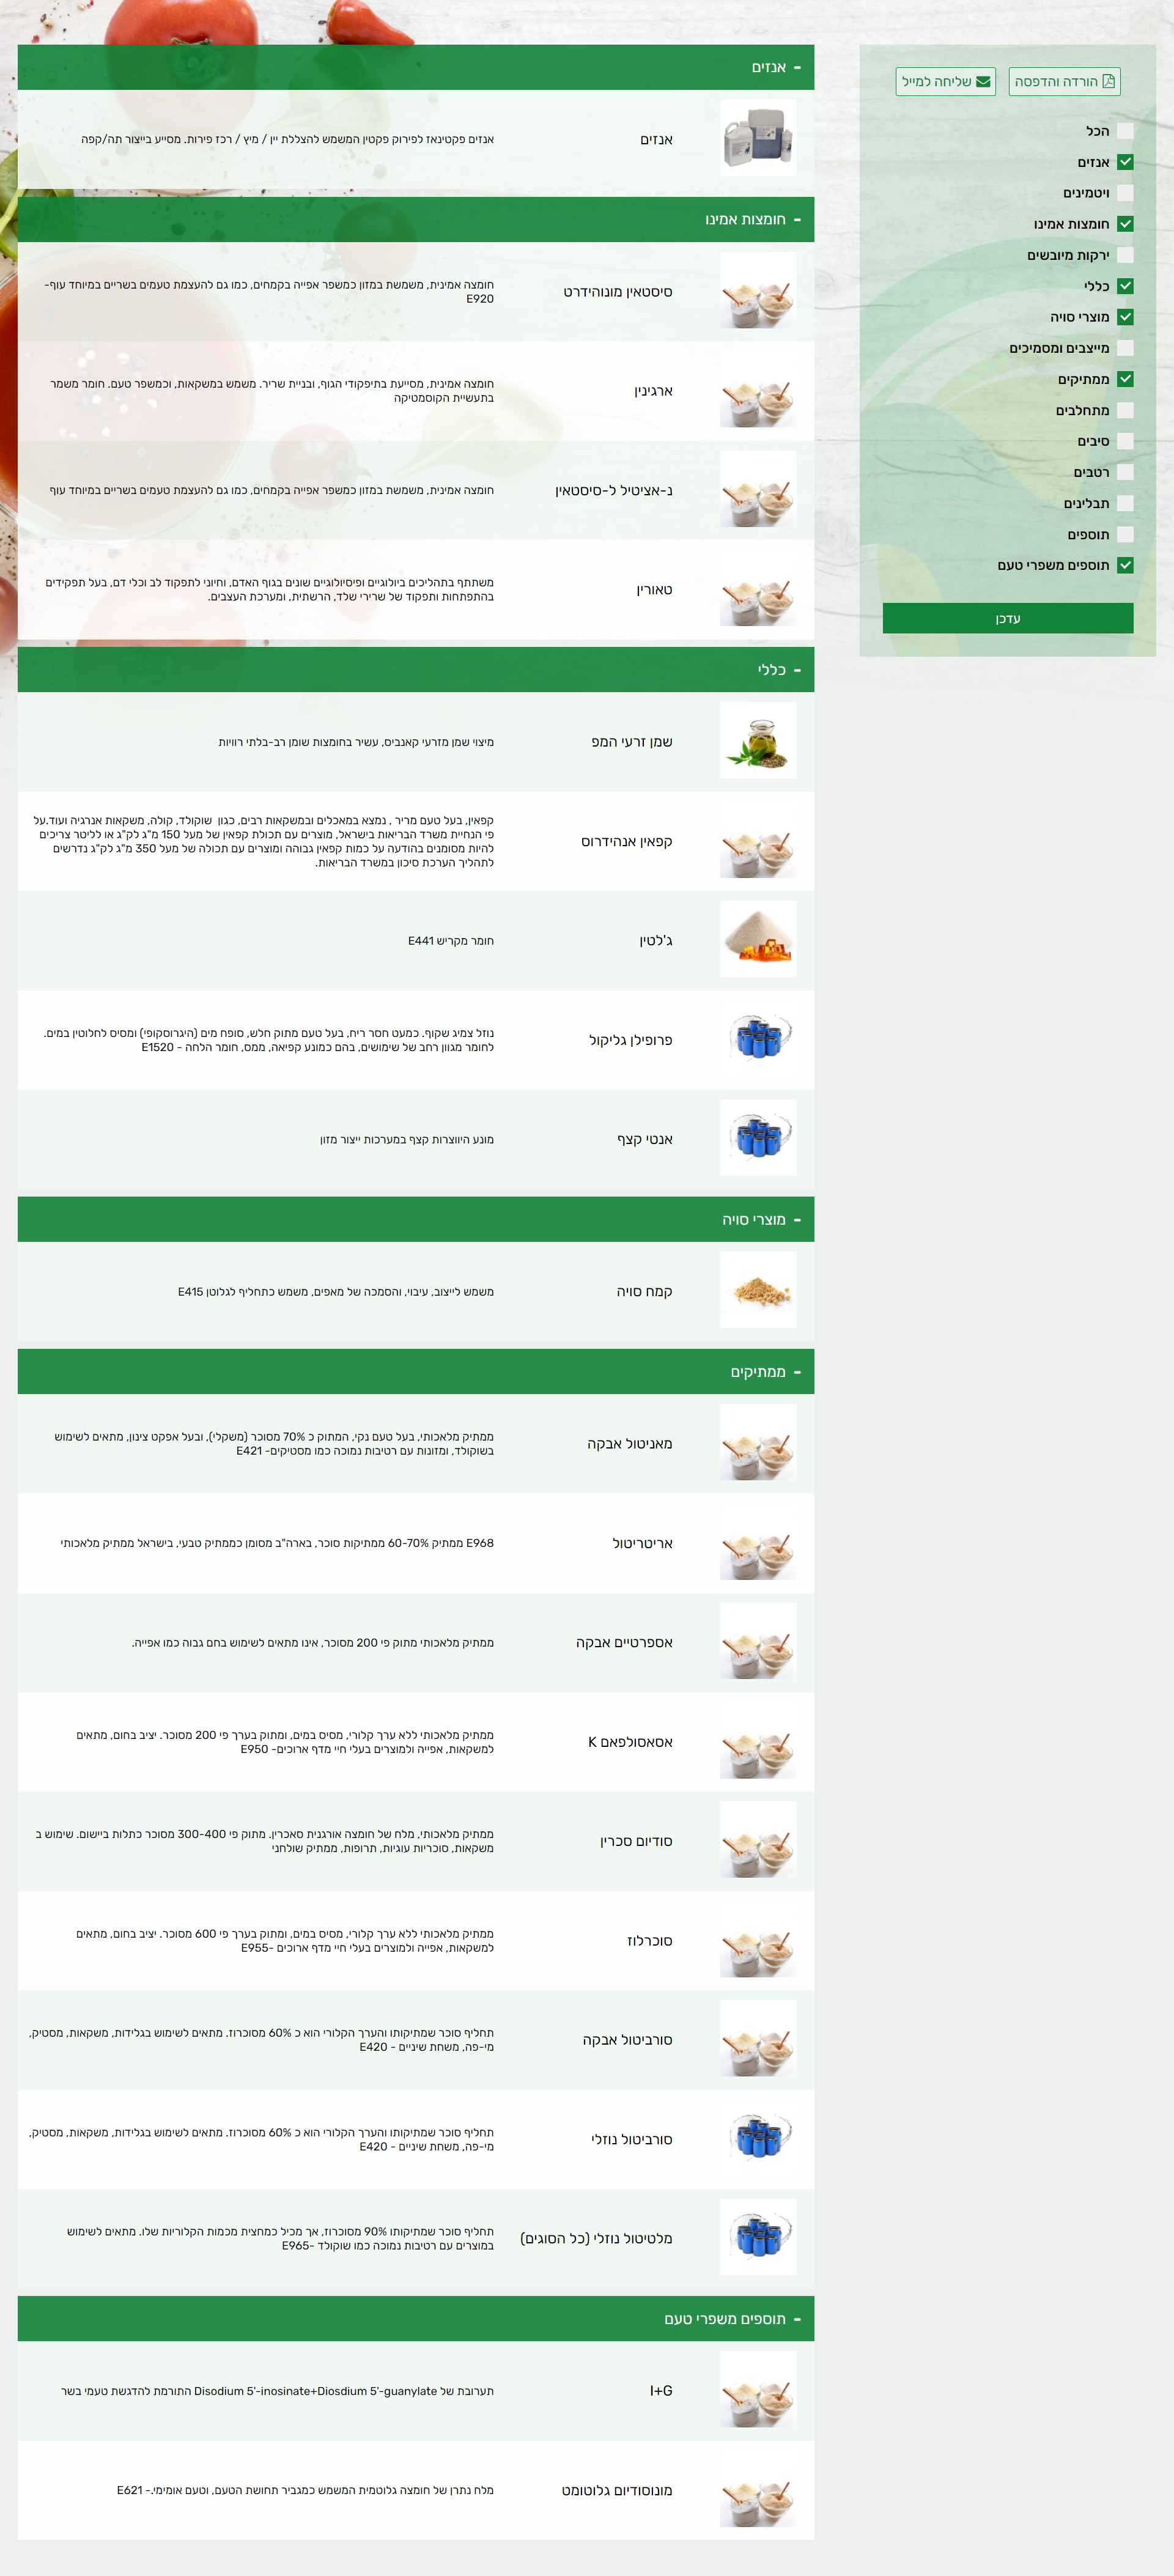 הורדה והדפסה
שליחה למייל
הכל
אנזים
ויטמינים
חומצות אמינו
ירקות מיובשים
כללי
מוצרי סויה
מייצבים ומסמיכים
ממתיקים
מתחלבים
סיבים
רטבים
תבלינים
תוספים
תוספים משפרי טעם
עדכן
- אנזים
אנזים
אנזים פקטינאז לפירוק פקטין המשמש להצללת יין / מיץ / רכז פירות. מסייע בייצור תה/קפה
- חומצות אמינו
סיסטאין מונוהידרט
חומצה אמינית, משמשת במזון כמשפר אפייה בקמחים, כמו גם להעצמת טעמים בשריים במיוחד עוף-
E920
ארגינין
חומצה אמינית, מסייעת בתיפקודי הגוף, ובניית שריר. משמש במשקאות, וכמשפר טעם. חומר משמר
בתעשיית הקוסמטיקה
נ-אציטיל ל-סיסטאין
חומצה אמינית, משמשת במזון כמשפר אפייה בקמחים, כמו גם להעצמת טעמים בשריים במיוחד עוף
טאורין
משתתף בתהליכים ביולוגיים ופיסיולוגיים שונים בגוף האדם, וחיוני לתפקוד לב וכלי דם, בעל תפקידים
בהתפתחות ותפקוד של שרירי שלד, הרשתית, ומערכת העצבים.
- כללי
שמן זרעי המפ
מיצוי שמן מזרעי קאנביס, עשיר בחומצות שומן רב-בלתי רוויות
קפאין אנהידרוס
קפאין, בעל טעם מריר , נמצא במאכלים ובמשקאות רבים, כגון  שוקולד, קולה, משקאות אנרגיה ועוד.על
פי הנחיית משרד הבריאות בישראל, מוצרים עם תכולת קפאין של מעל 150 מ"ג לק"ג או לליטר צריכים
להיות מסומנים בהודעה על כמות קפאין גבוהה ומוצרים עם תכולה של מעל 350 מ"ג לק"ג נדרשים
לתהליך הערכת סיכון במשרד הבריאות.
ג'לטין
חומר מקריש E441
פרופילן גליקול
נוזל צמיג שקוף. כמעט חסר ריח, בעל טעם מתוק חלש, סופח מים (היגרוסקופי) ומסיס לחלוטין במים.
לחומר מגוון רחב של שימושים, בהם כמונע קפיאה, ממס, חומר הלחה - E1520
אנטי קצף
מונע היווצרות קצף במערכות ייצור מזון
- מוצרי סויה
קמח סויה
משמש לייצוב, עיבוי, והסמכה של מאפים, משמש כתחליף לגלוטן E415
- ממתיקים
מאניטול אבקה
ממתיק מלאכותי, בעל טעם נקי, המתוק כ 70% מסוכר (משקלי), ובעל אפקט צינון, מתאים לשימוש
בשוקולד, ומזונות עם רטיבות נמוכה כמו מסטיקים- E421
אריטריטול
E968 ממתיק 60-70% ממתיקות סוכר, בארה"ב מסומן כממתיק טבעי, בישראל ממתיק מלאכותי
אספרטיים אבקה
ממתיק מלאכותי מתוק פי 200 מסוכר, אינו מתאים לשימוש בחם גבוה כמו אפייה.
אסאסולפאם K
ממתיק מלאכותי ללא ערך קלורי, מסיס במים, ומתוק בערך פי 200 מסוכר. יציב בחום, מתאים
למשקאות, אפייה ולמוצרים בעלי חיי מדף ארוכים- E950
סודיום סכרין
ממתיק מלאכותי, מלח של חומצה אורגנית סאכרין. מתוק פי 300-400 מסוכר כתלות ביישום. שימוש ב
משקאות, סוכריות עוגיות, תרופות, ממתיק שולחני
סוכרלוז
ממתיק מלאכותי ללא ערך קלורי, מסיס במים, ומתוק בערך פי 600 מסוכר. יציב בחום, מתאים
למשקאות, אפייה ולמוצרים בעלי חיי מדף ארוכים -E955
סורביטול אבקה
תחליף סוכר שמתיקותו והערך הקלורי הוא כ 60% מסוכרוז. מתאים לשימוש בגלידות, משקאות, מסטיק,
מי-פה, משחת שיניים - E420
סורביטול נוזלי
תחליף סוכר שמתיקותו והערך הקלורי הוא כ 60% מסוכרוז. מתאים לשימוש בגלידות, משקאות, מסטיק,
מי-פה, משחת שיניים - E420
מלטיטול נוזלי (כל הסוגים)
תחליף סוכר שמתיקותו 90% מסוכרוז, אך מכיל כמחצית מכמות הקלוריות שלו. מתאים לשימוש
במוצרים עם רטיבות נמוכה כמו שוקולד -E965
- תוספים משפרי טעם
I+G
תערובת של Disodium 5'-inosinate+Diosdium 5'-guanylate התורמת להדגשת טעמי בשר
מונוסודיום גלוטומט
מלח נתרן של חומצה גלוטמית המשמש כמגביר תחושת הטעם, וטעם אומימי.- E621